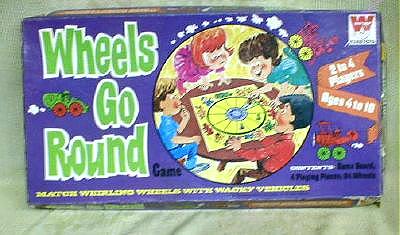 Wheels
Go
Round
Game
2 to 4
Players
Ages 4 to 10
CONTENTS: Game Board,
4 Playing Pieces, 24 Wheels
MATCH WHIRLING WHEELS WITH WACKY VEHICLES